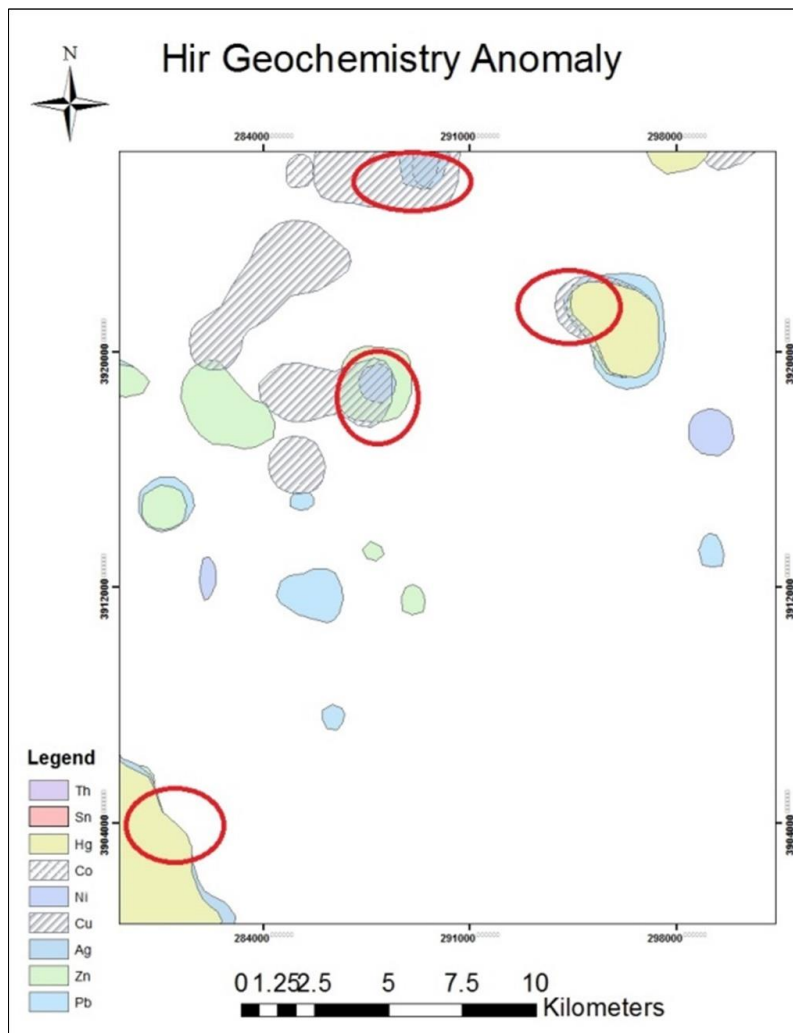 Hir Geochemistry Anomaly
N
284000 291000 298000
3920000 3920000
3912000 3912000
3904000 3904000
Legend
Th
Sn
Hg
Co
Ni
Cu
Ag
Zn
Pb
284000 291000 298000
0 1.25 2.5 5 7.5 10
Kilometers